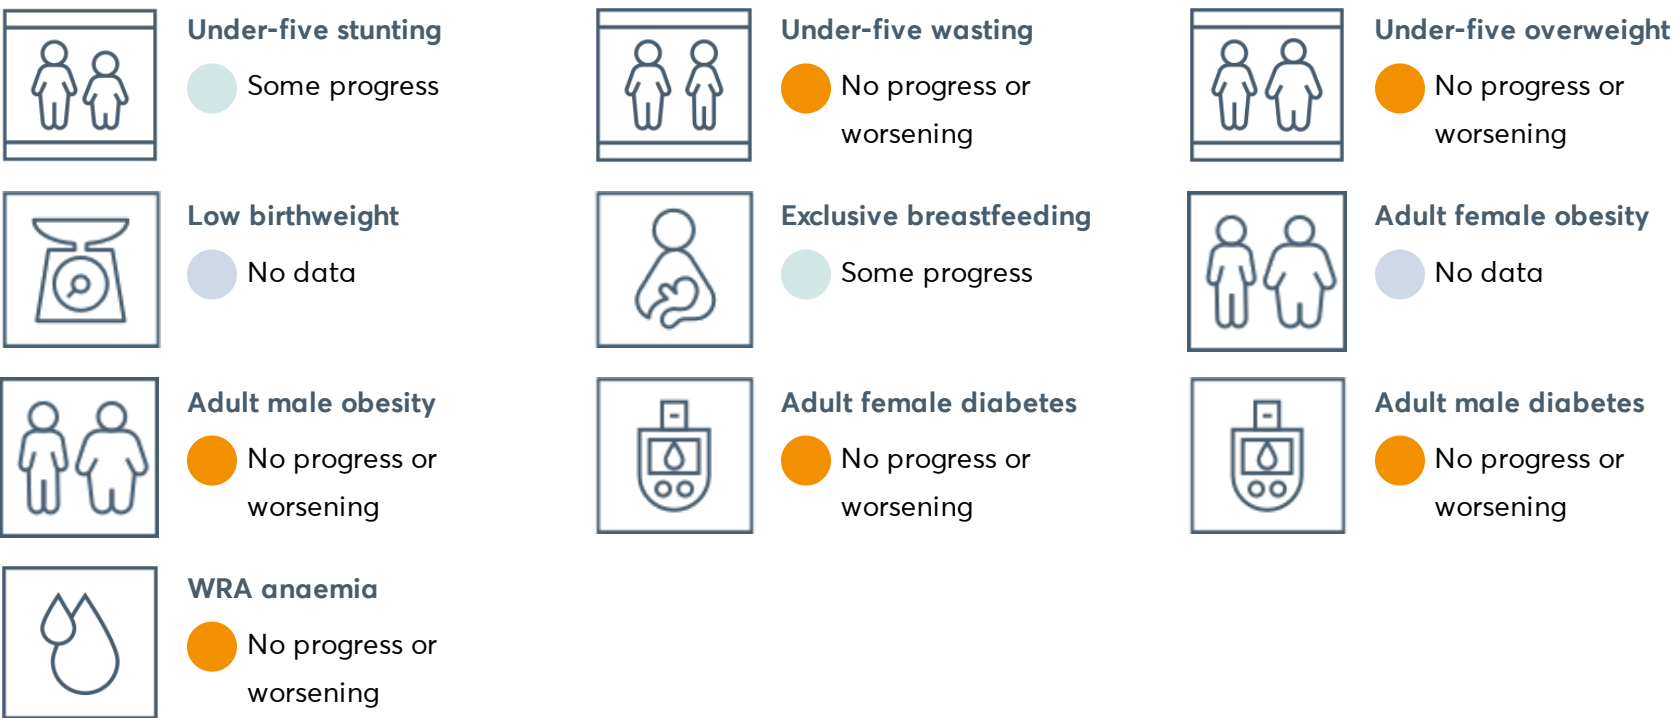 Under-five stunting
Some progress
Under-five wasting
No progress or
worsening
Under-five overweight
No progress or
worsening
Low birthweight
No data
Exclusive breastfeeding
Some progress
Adult female obesity
No data
Adult male obesity
No progress or
worsening
Adult female diabetes
No progress or
worsening
Adult male diabetes
No progress or
worsening
WRA anaemia
No progress or
worsening